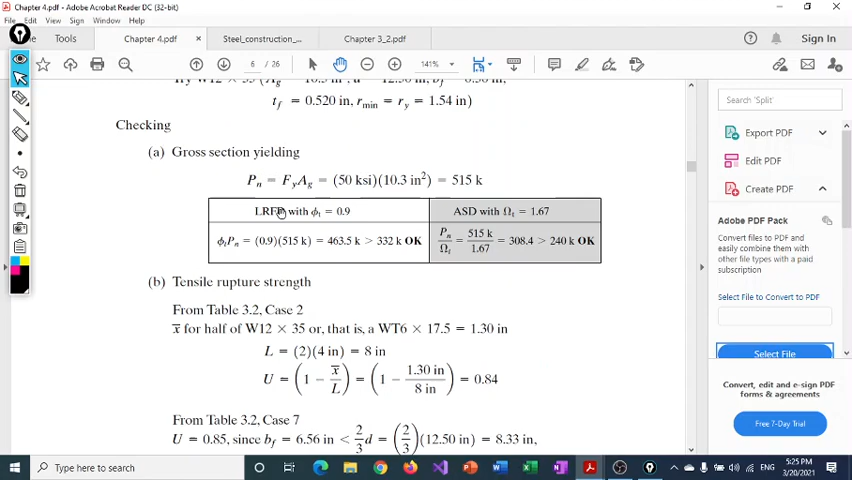 Chapter 4.pdf - Adobe Acrobat Reader DC (32-bit)
File Edit View Sign Window Help
Tools
Chapter 4.pdf ×
Steel_construction_...
Chapter 3_2.pdf
Sign In
6 / 26
141%
t_f = 0.520 in, r_min = r_y = 1.54 in)
Checking
(a) Gross section yielding
P_n = F_y A_g = (50 ksi)(10.3 in²) = 515 k
LRFD with ϕ_t = 0.9
ASD with Ω_t = 1.67
ϕ_t P_n = (0.9)(515 k) = 463.5 k > 332 k OK
P_n / Ω_t = 515 k / 1.67 = 308.4 > 240 k OK
(b) Tensile rupture strength
From Table 3.2, Case 2
x̅ for half of W12 × 35 or, that is, a WT6 × 17.5 = 1.30 in
L = (2)(4 in) = 8 in
U = (1 − x̅ / L) = (1 − 1.30 in / 8 in) = 0.84
From Table 3.2, Case 7
U = 0.85, since b_f = 6.56 in < 2/3 d = (2/3)(12.50 in) = 8.33 in,
Search 'Split'
Export PDF
Edit PDF
Create PDF
Adobe PDF Pack
Convert files to PDF and
easily combine them with
other file types with a paid
subscription
Select File to Convert to PDF
Select File
Convert, edit and e-sign PDF
forms & agreements
Free 7-Day Trial
Type here to search
ENG
5:25 PM
3/20/2021